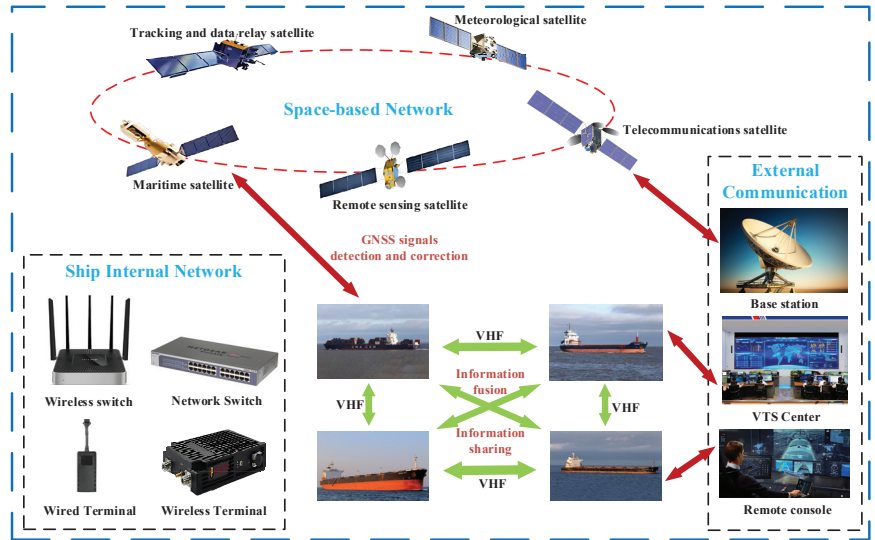 Tracking and data relay satellite
Meteorological satellite
Space-based Network
Telecommunications satellite
Maritime satellite
Remote sensing satellite
External
Communication
GNSS signals
detection and correction
Ship Internal Network
Base station
VHF
Information
fusion
Wireless switch
Network Switch
VHF
VHF
VTS Center
Information
sharing
VHF
Wired Terminal
Wireless Terminal
Remote console